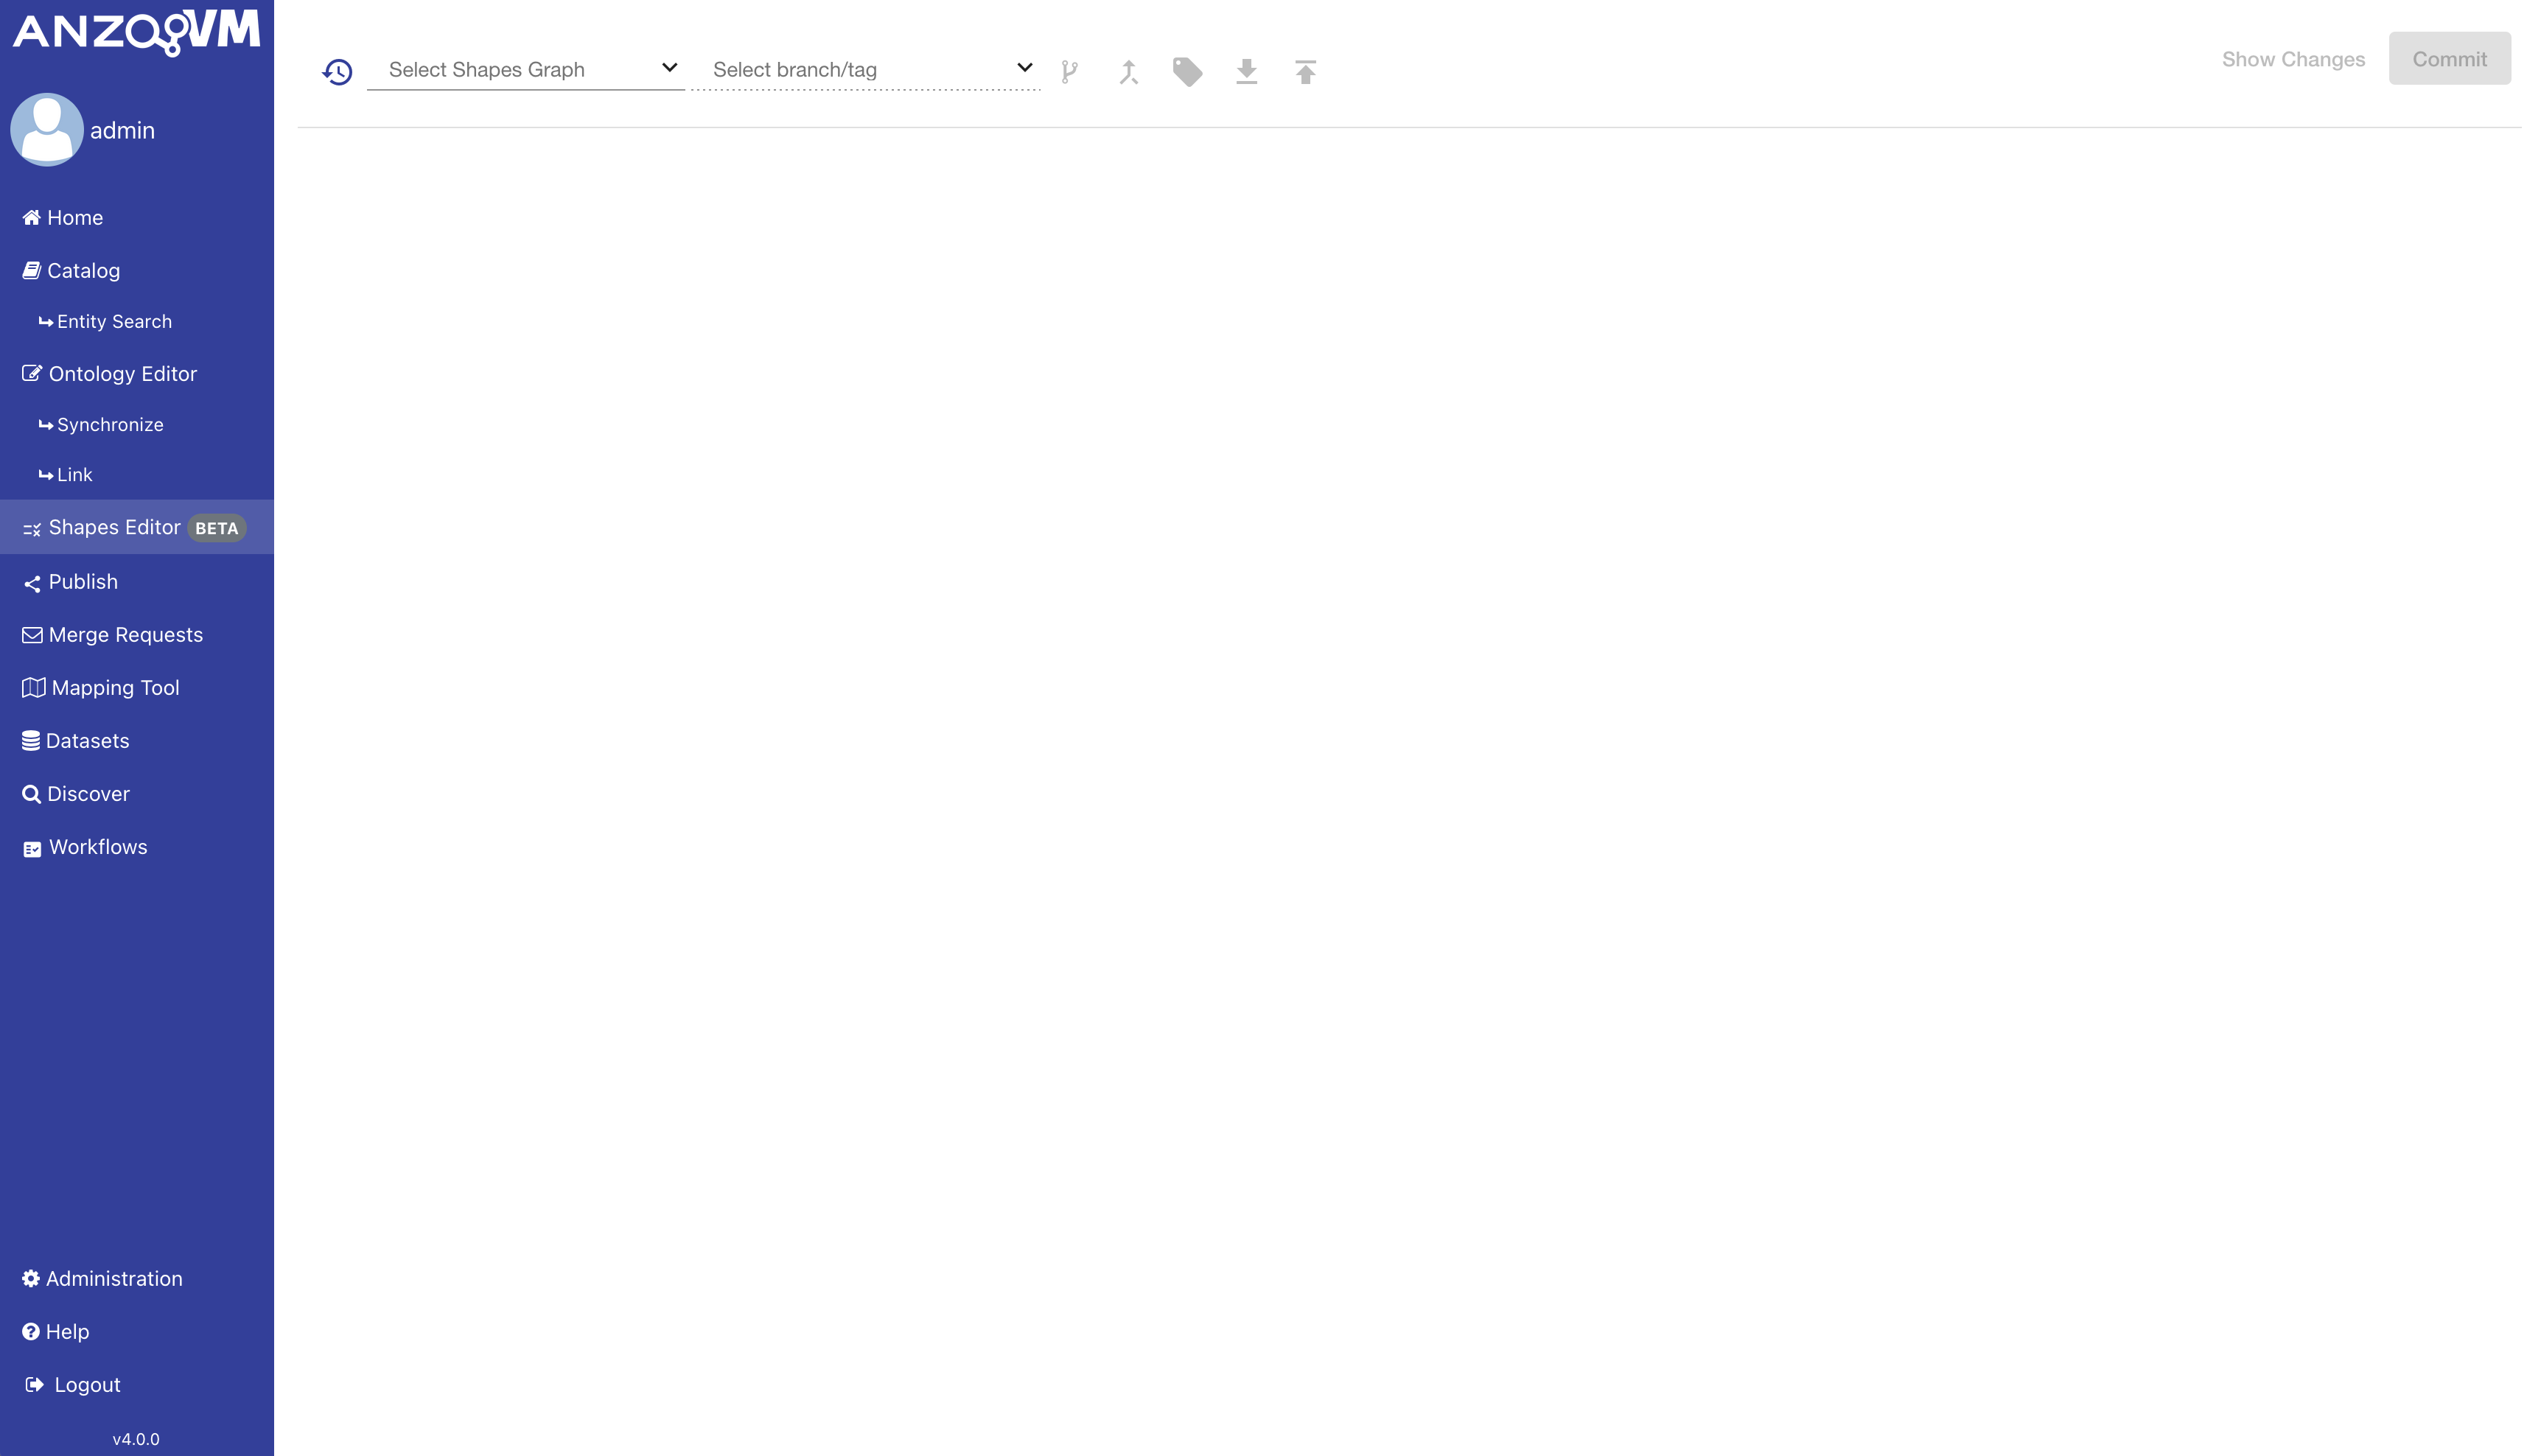 ANZOVM
admin
Home
Catalog
Entity Search
Ontology Editor
Synchronize
Link
Shapes Editor BETA
Publish
Merge Requests
Mapping Tool
Datasets
Discover
Workflows
Administration
Help
Logout
v4.0.0
Select Shapes Graph Select branch/tag Show Changes Commit